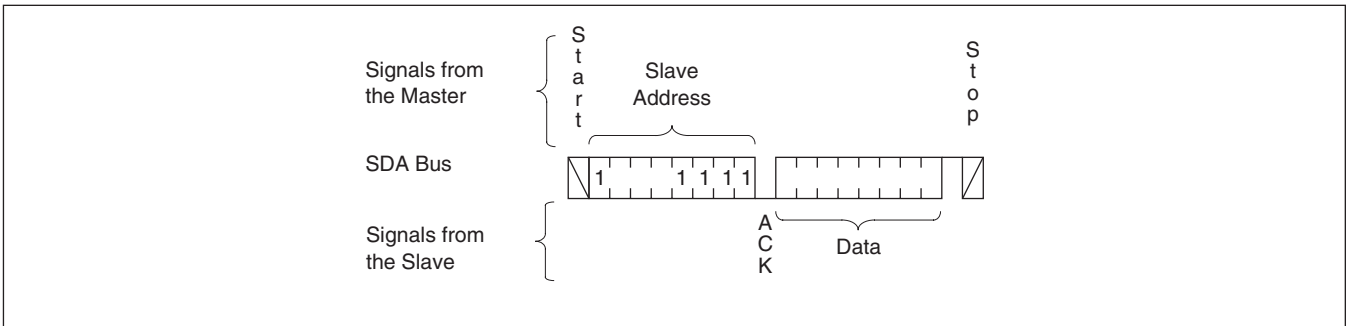 Signals from
the Master
Start
Slave
Address
Stop
SDA Bus
1 1 1 1 1
Signals from
the Slave
ACK
Data